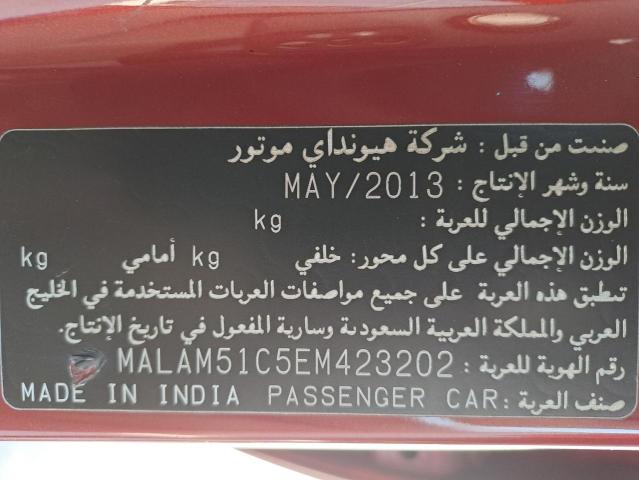 صنعت من قبل : شركة هيونداي موتور
سنة وشهر الإنتاج : MAY/2013
الوزن الإجمالي للعربة : kg
الوزن الإجمالي على كل محور: خلفي kg أمامي kg
تنطبق هذه العربة على جميع مواصفات العربات المستخدمة في الخليج
العربي والمملكة العربية السعودية وسارية المفعول في تاريخ الإنتاج.
رقم الهوية للعربة : MALAM51C5EM423202
صنف العربة : MADE IN INDIA PASSENGER CAR